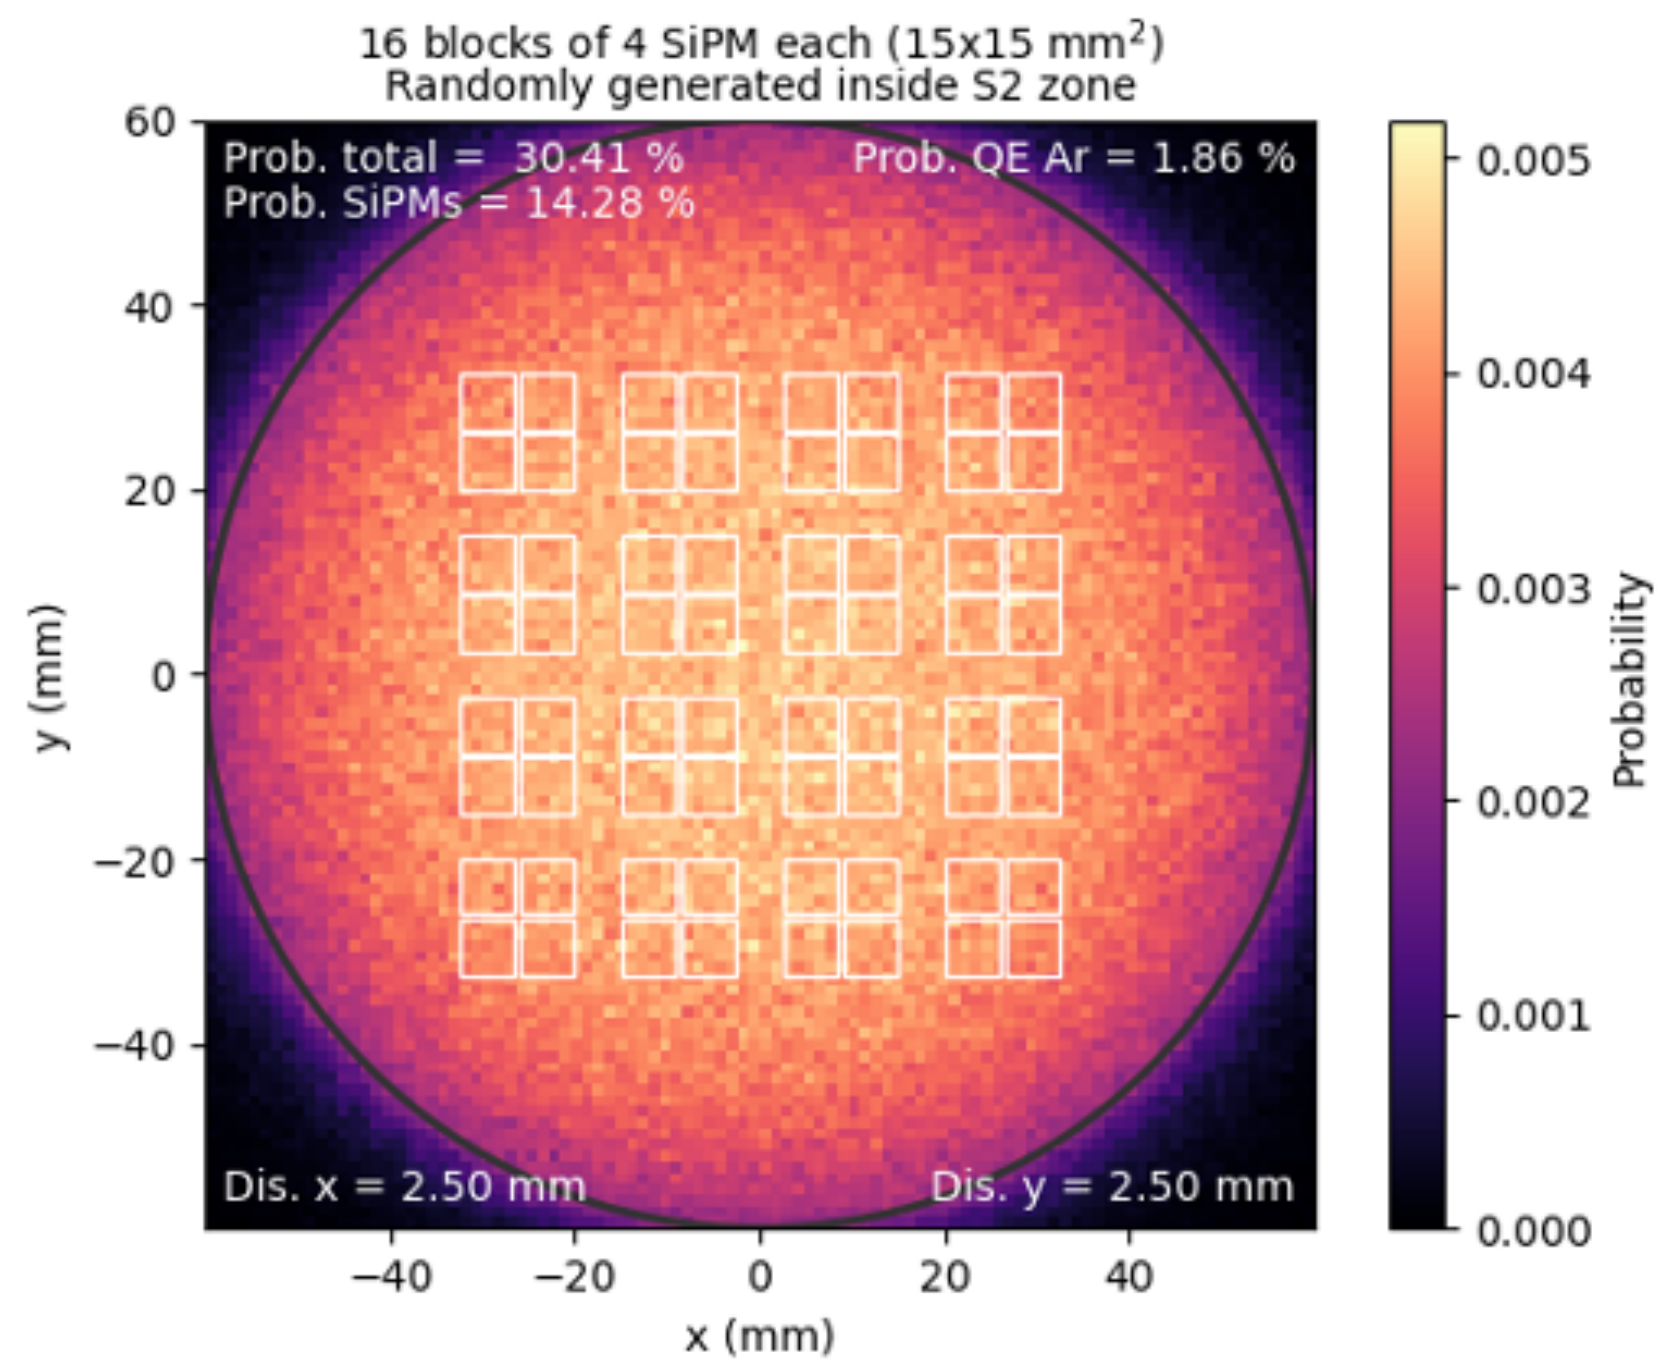 16 blocks of 4 SiPM each (15x15 mm²)
Randomly generated inside S2 zone
Prob. total = 30.41 %
Prob. QE Ar = 1.86 %
Prob. SiPMs = 14.28 %
60
40
20
0
−20
−40
y (mm)
Dis. x = 2.50 mm
Dis. y = 2.50 mm
−40
−20
0
20
40
x (mm)
0.005
0.004
0.003
0.002
0.001
0.000
Probability